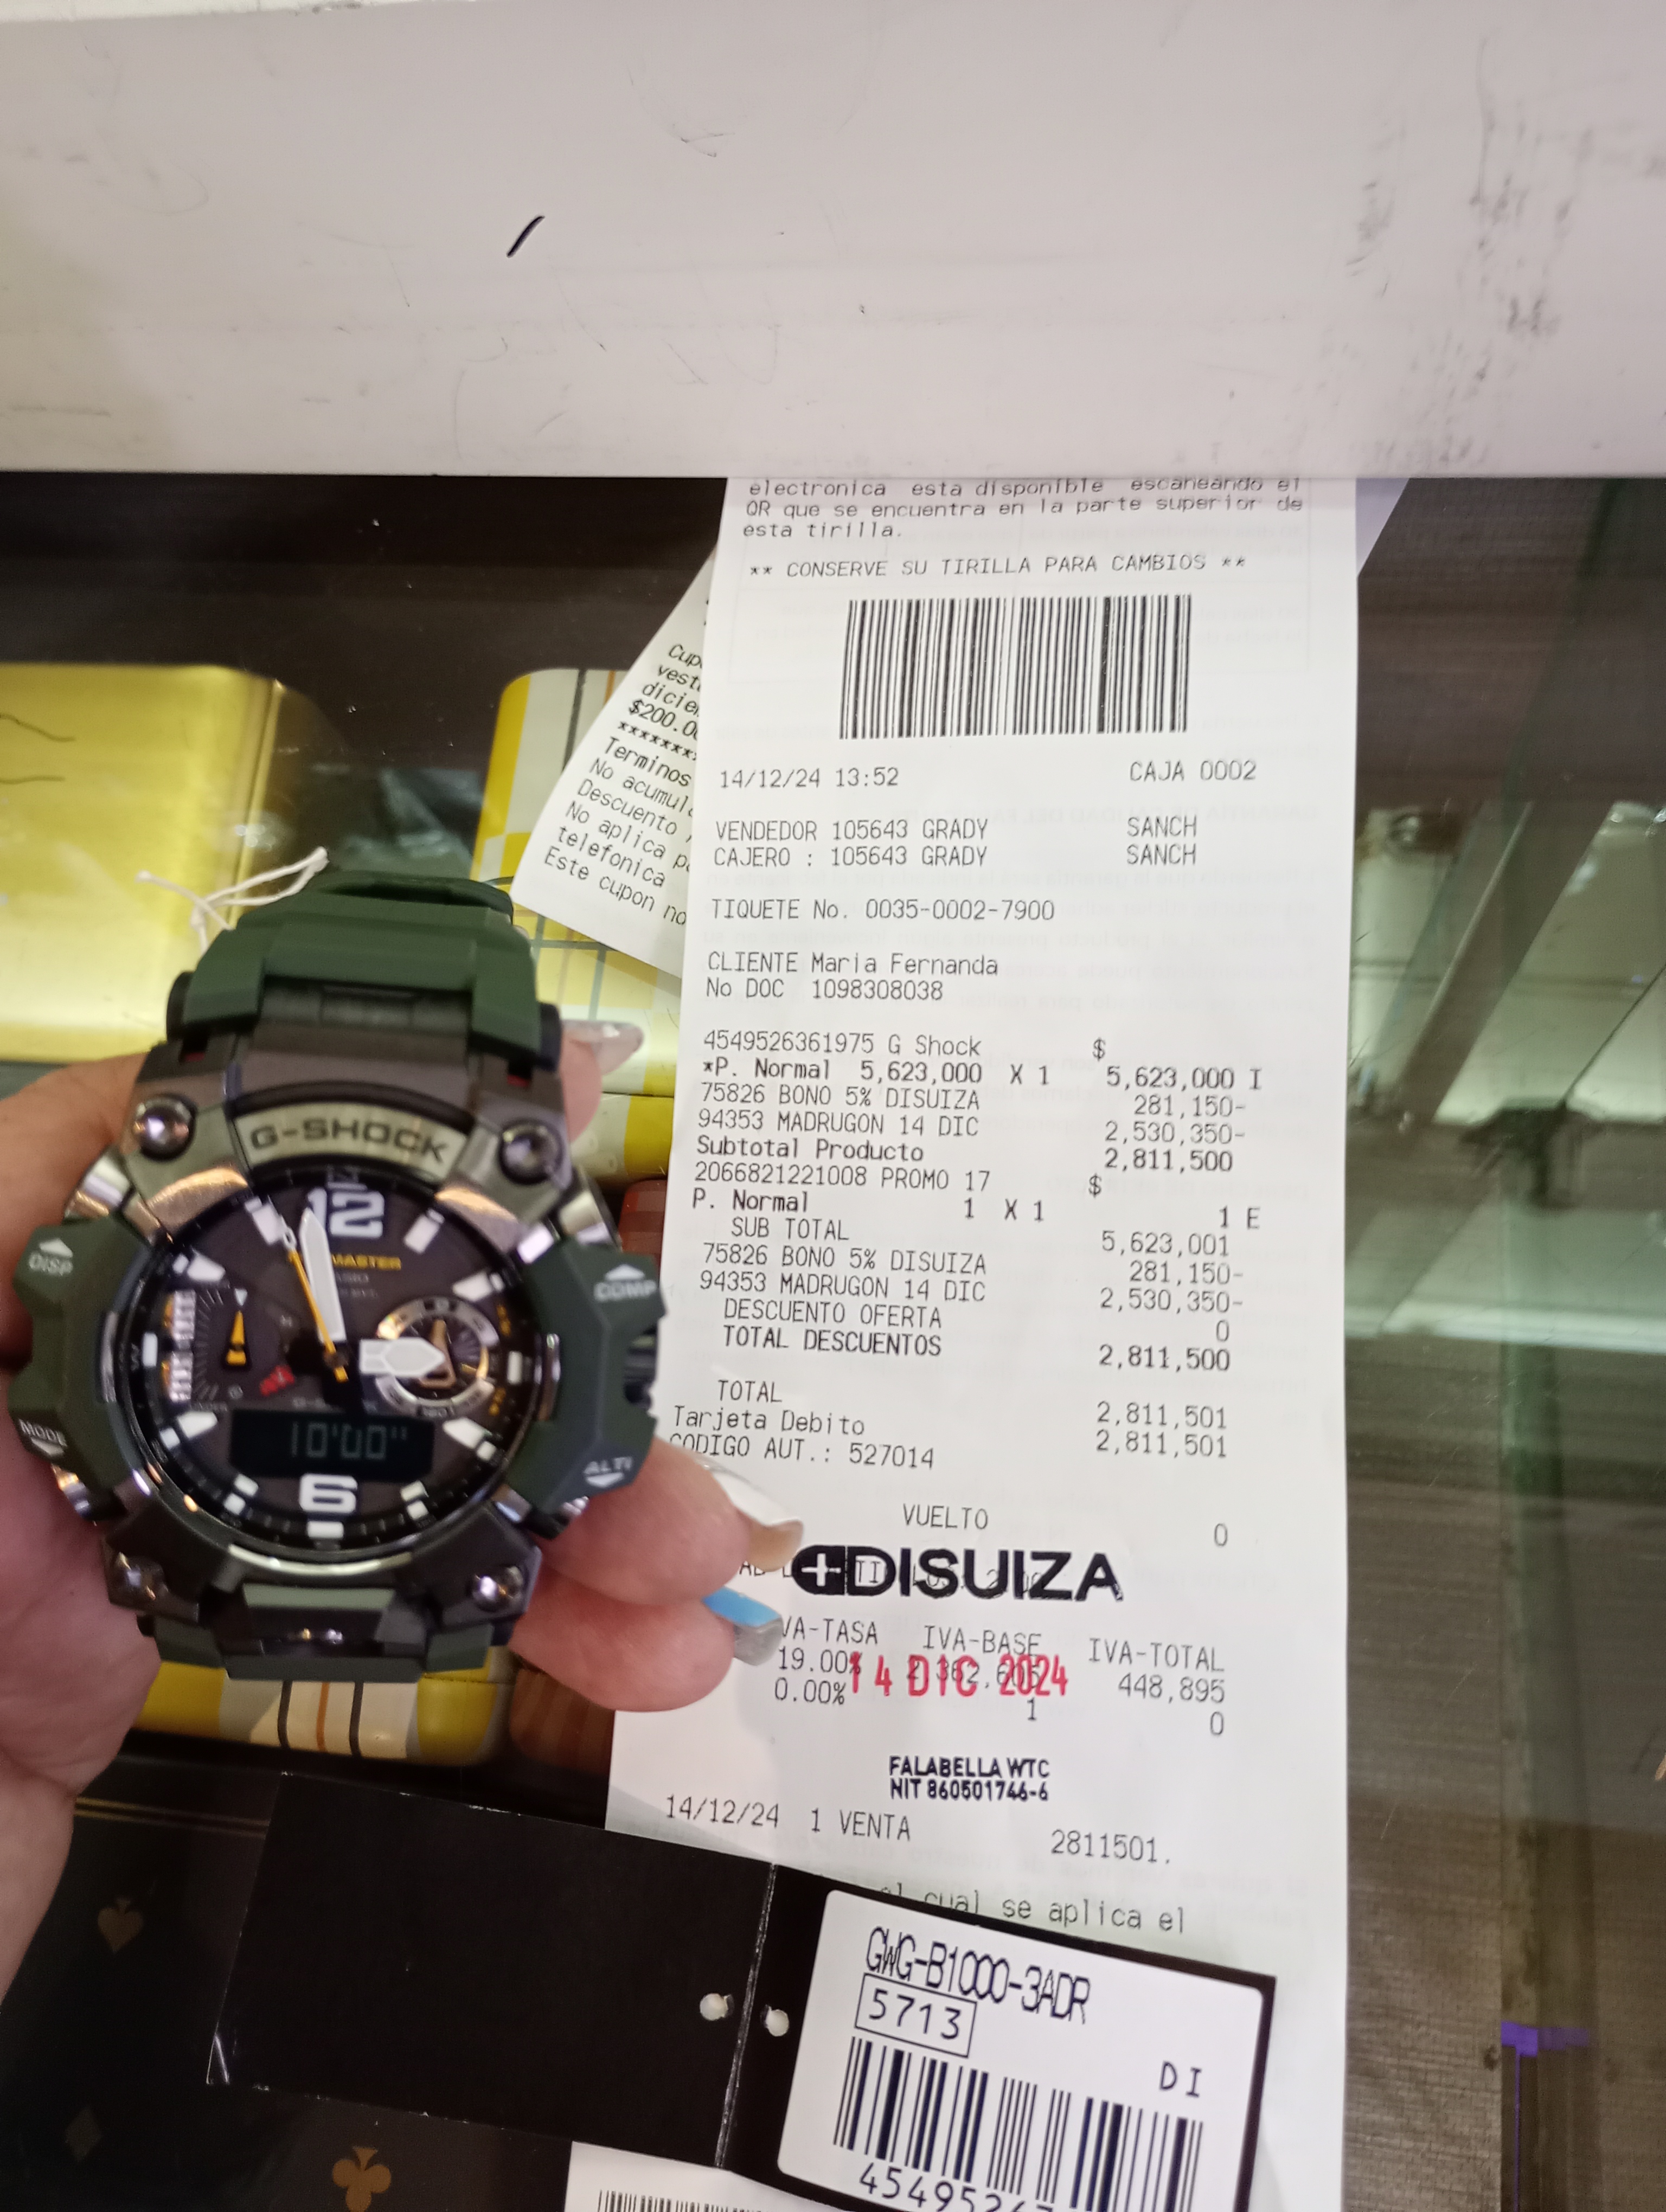 electronica esta disponible escaneando el
QR que se encuentra en la parte superior de
esta tirilla.
** CONSERVE SU TIRILLA PARA CAMBIOS **
14/12/24 13:52 CAJA 0002
VENDEDOR 105643 GRADY SANCH
CAJERO : 105643 GRADY SANCH
TIQUETE No. 0035-0002-7900
CLIENTE Maria Fernanda
No DOC 1098308038
4549526361975 G Shock $
*P. Normal 5,623,000 X 1 5,623,000 I
75826 BONO 5% DISUIZA 281,150-
94353 MADRUGON 14 DIC 2,530,350-
Subtotal Producto 2,811,500
2066821221008 PROMO 17 $
P. Normal 1 X 1 1 E
SUB TOTAL 5,623,001
75826 BONO 5% DISUIZA 281,150-
94353 MADRUGON 14 DIC 2,530,350-
DESCUENTO OFERTA 0
TOTAL DESCUENTOS 2,811,500
TOTAL 2,811,501
Tarjeta Debito 2,811,501
CODIGO AUT.: 527014
VUELTO 0
DISUIZA
IVA-TASA IVA-BASE IVA-TOTAL
19.00% 448,895
0.00% 1 0
14 DIC 2024
FALABELLA WTC
NIT 860501746-6
14/12/24 1 VENTA 2811501.
el cual se aplica el
GWG-B1000-3ADR
5713
D I
Cup
vest
dicie
$200.0
*******
Terminos
No acumul
Descuento
No aplica p
telefonica
Este cupon no
G-SHOCK
12
MASTER
DISP
COMP
MODE
ALTI
10'00"
6